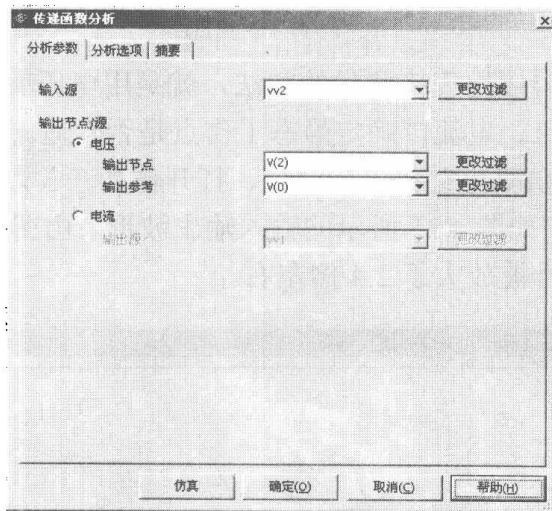 传递函数分析
分析参数 分析选项 摘要
输入源 vv2 更改过滤
输出节点/源
电压
输出节点 V(2) 更改过滤
输出参考 V(0) 更改过滤
电流
输出源 vv1 更改过滤
仿真 确定(O) 取消(C) 帮助(H)